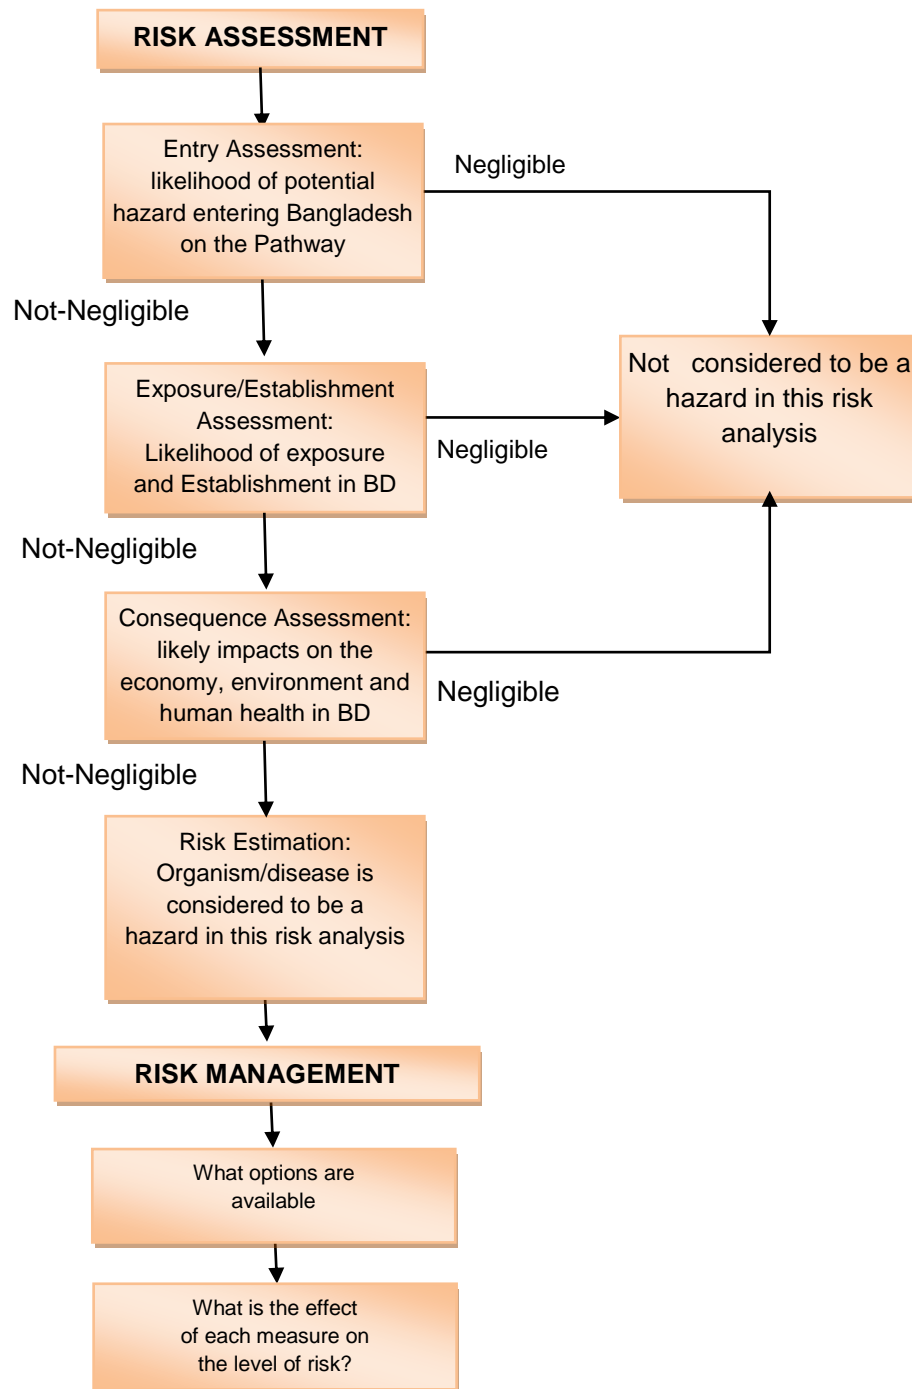 RISK ASSESSMENT
Entry Assessment:
likelihood of potential
hazard entering Bangladesh
on the Pathway
Negligible
Not-Negligible
Exposure/Establishment
Assessment:
Likelihood of exposure
and Establishment in BD
Negligible
Not considered to be a
hazard in this risk
analysis
Not-Negligible
Consequence Assessment:
likely impacts on the
economy, environment and
human health in BD
Negligible
Not-Negligible
Risk Estimation:
Organism/disease is
considered to be a
hazard in this risk analysis
RISK MANAGEMENT
What options are
available
What is the effect
of each measure on
the level of risk?